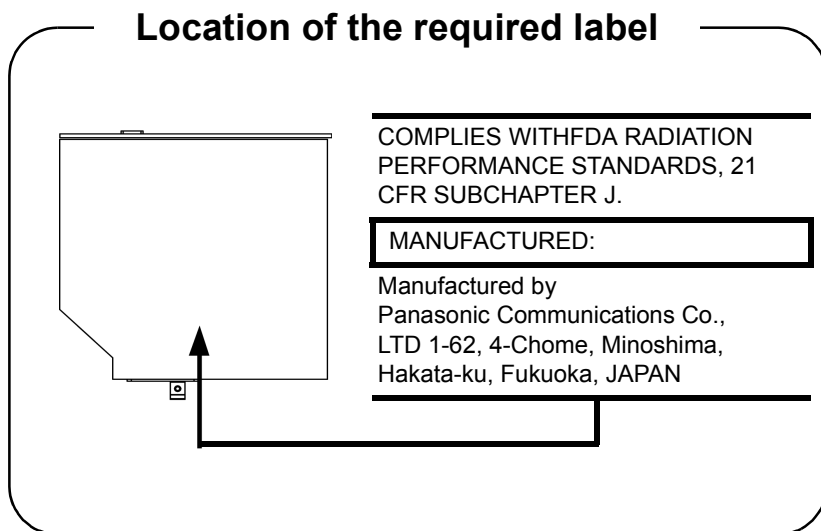 Location of the required label
COMPLIES WITHFDA RADIATION
PERFORMANCE STANDARDS, 21
CFR SUBCHAPTER J.
MANUFACTURED:
Manufactured by
Panasonic Communications Co.,
LTD 1-62, 4-Chome, Minoshima,
Hakata-ku, Fukuoka, JAPAN